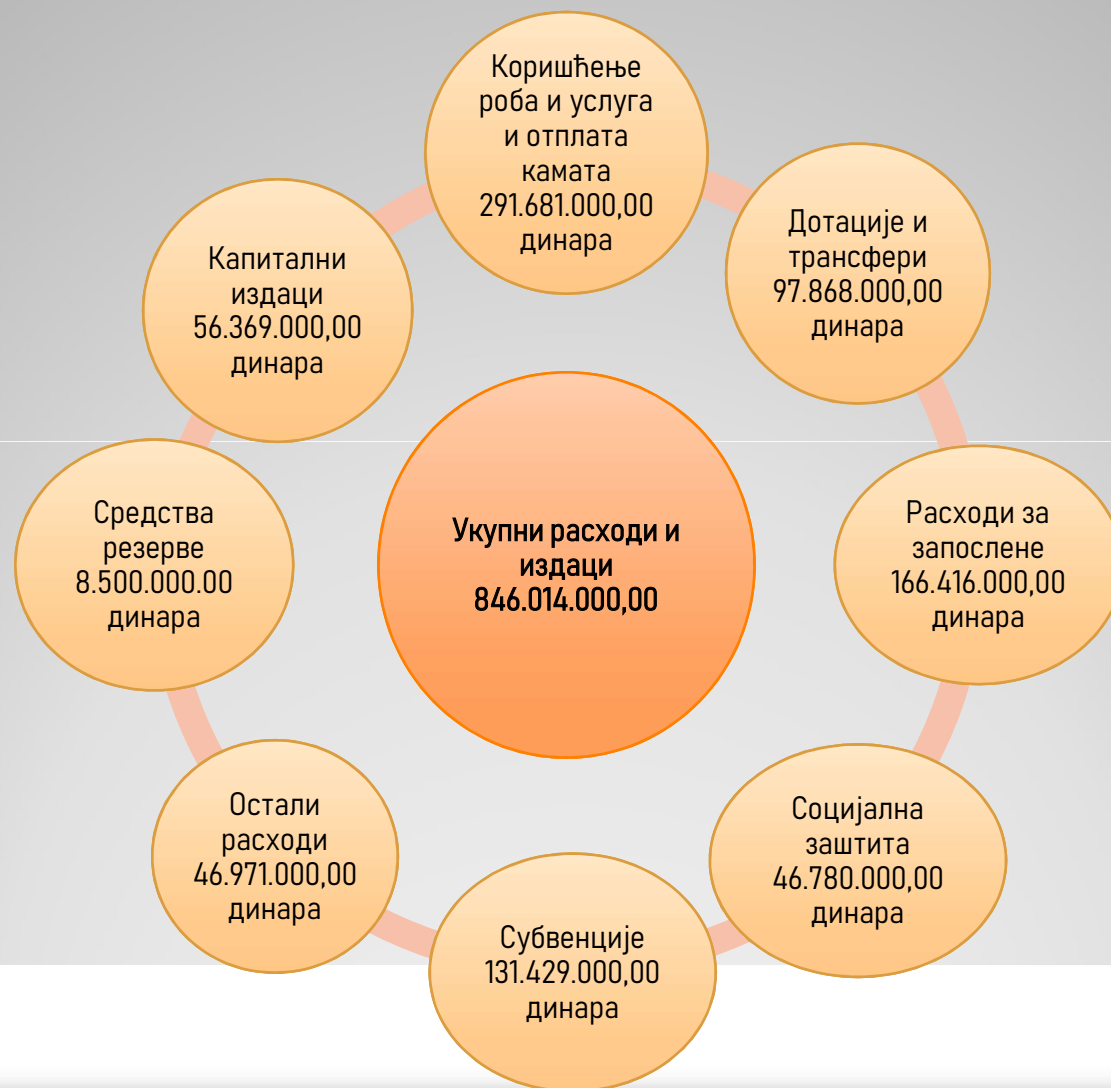 Коришћење
роба и услуга
и отплата
камата
291.681.000,00
динара
Дотације и
трансфери
97.868.000,00
динара
Расходи за
запослене
166.416.000,00
динара
Социјална
заштита
46.780.000,00
динара
Субвенције
131.429.000,00
динара
Остали
расходи
46.971.000,00
динара
Средства
резерве
8.500.000.00
динара
Капитални
издаци
56.369.000,00
динара
Укупни расходи и
издаци
846.014.000,00